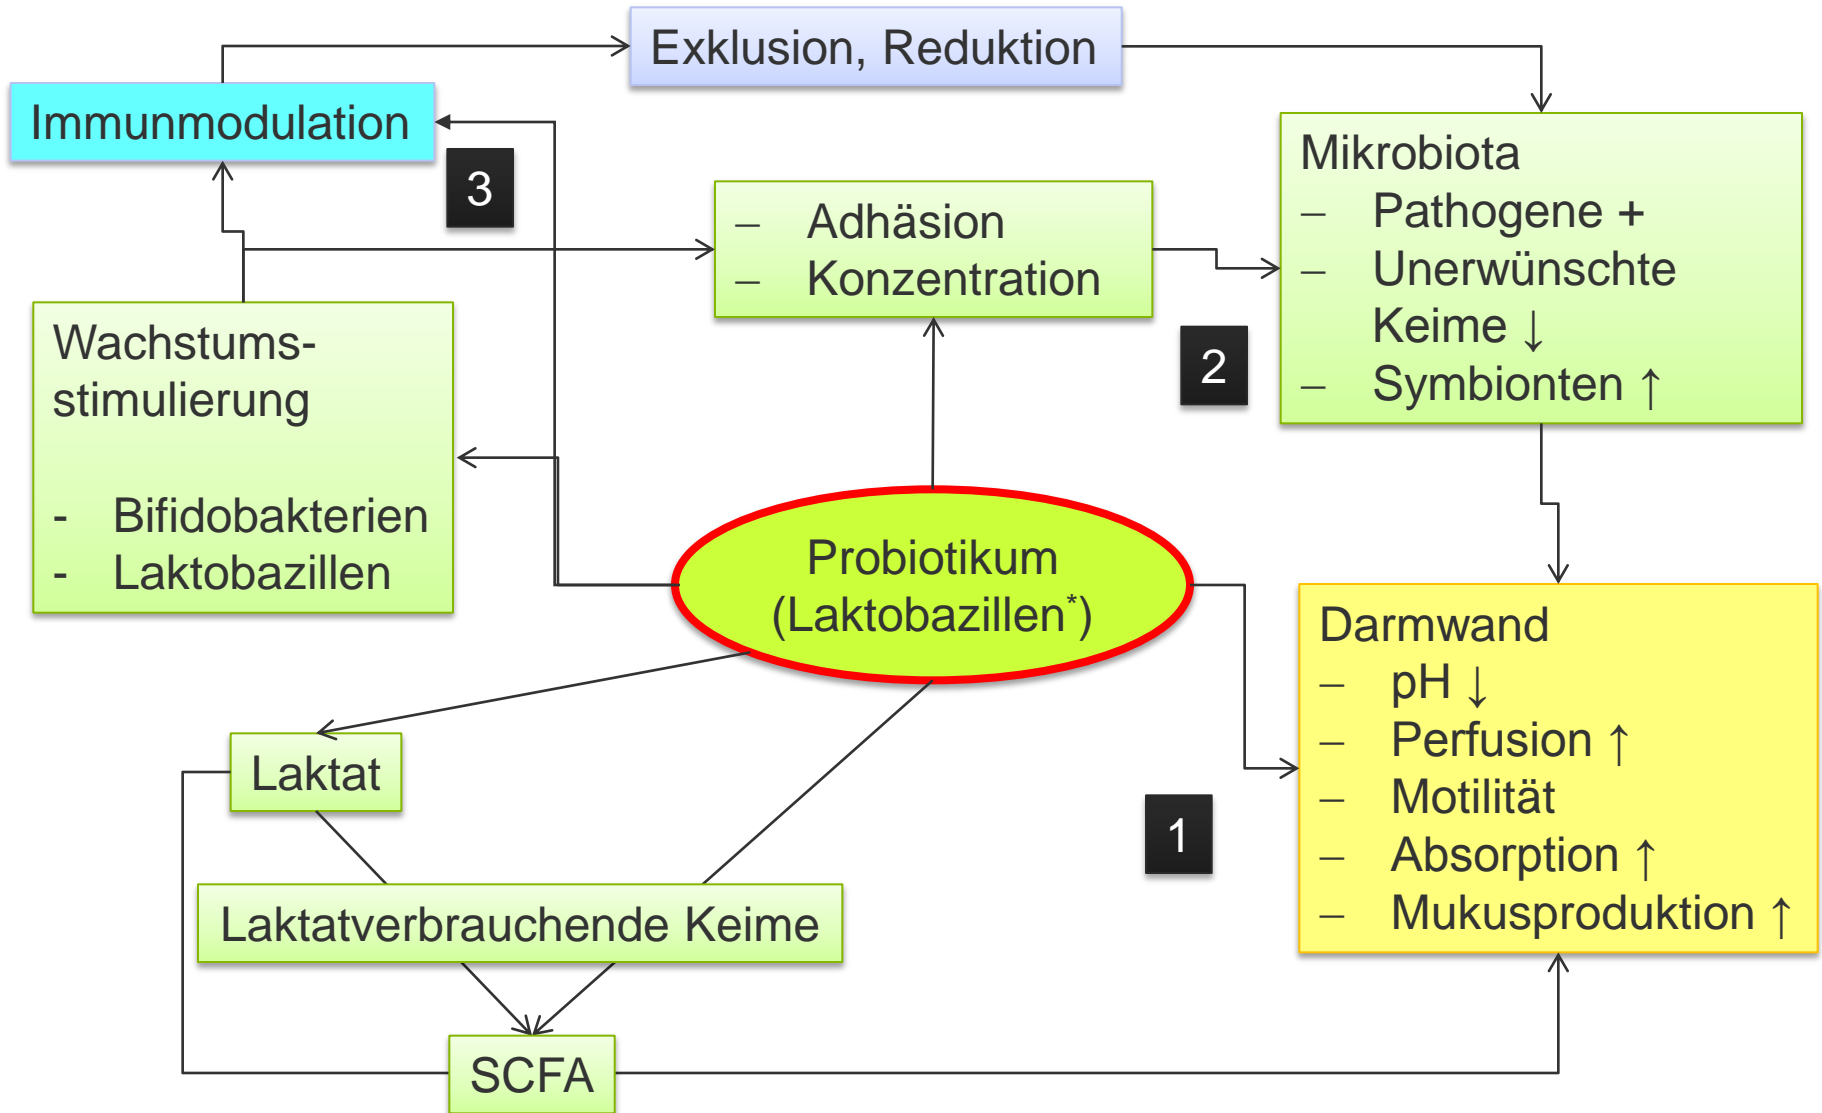 Exklusion, Reduktion
Immunmodulation
3
– Adhäsion
– Konzentration
Mikrobiota
– Pathogene +
– Unerwünschte
Keime ↓
– Symbionten ↑
2
Wachstums-
stimulierung
- Bifidobakterien
- Laktobazillen
Probiotikum
(Laktobazillen*)
Darmwand
– pH ↓
– Perfusion ↑
– Motilität
– Absorption ↑
– Mukusproduktion ↑
1
Laktat
Laktatverbrauchende Keime
SCFA